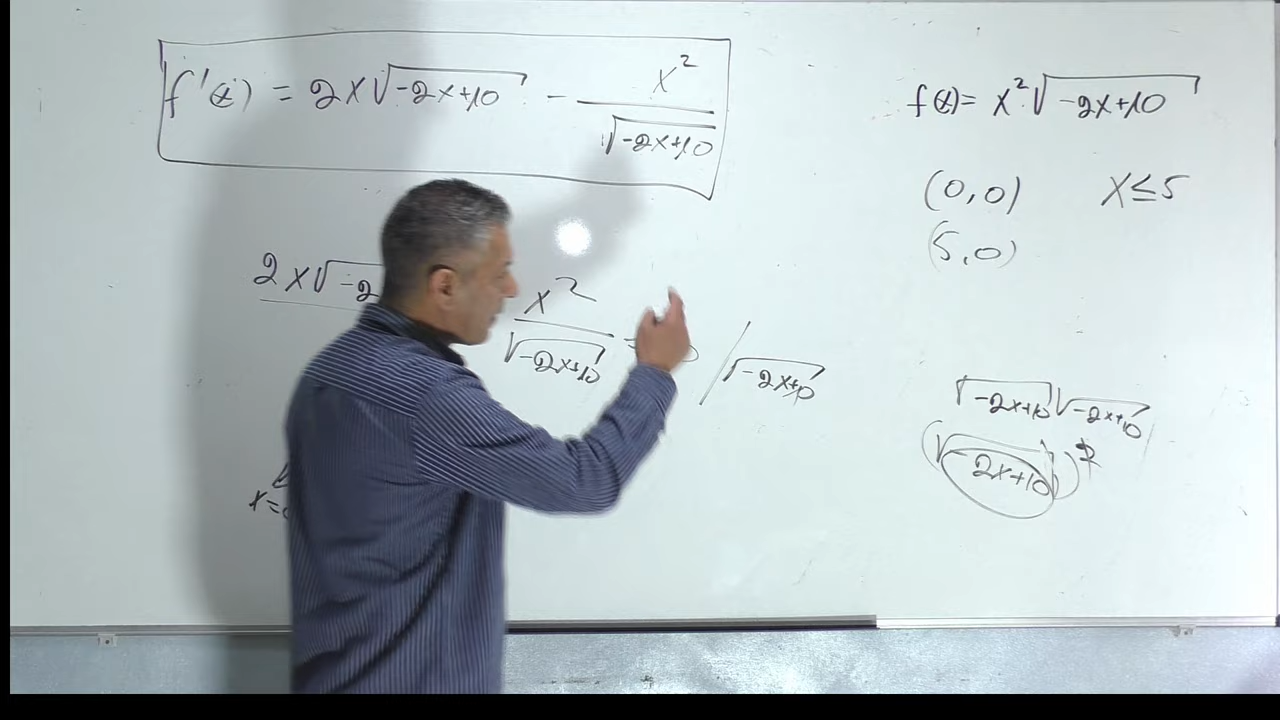 f'(x) = 2x√(-2x+10) - x²/√(-2x+10)
f(x) = x²√(-2x+10)
(0,0) x≤5
(5,0)
2x√(-2
x²/√(-2x+10) = 0 / √(-2x+10)
√(-2x+10) √(-2x+10)
(√(-2x+10))²
x=